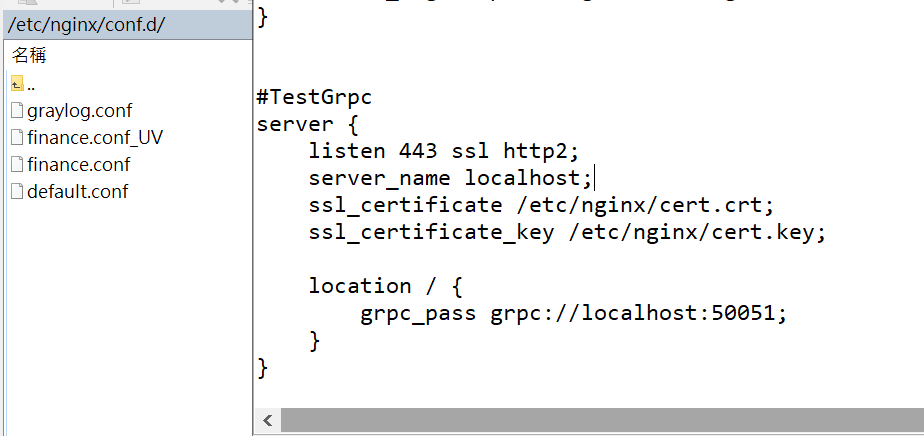 /etc/nginx/conf.d/
名稱
..
graylog.conf
finance.conf_UV
finance.conf
default.conf
}
#TestGrpc
server {
listen 443 ssl http2;
server_name localhost;
ssl_certificate /etc/nginx/cert.crt;
ssl_certificate_key /etc/nginx/cert.key;
location / {
grpc_pass grpc://localhost:50051;
}
}